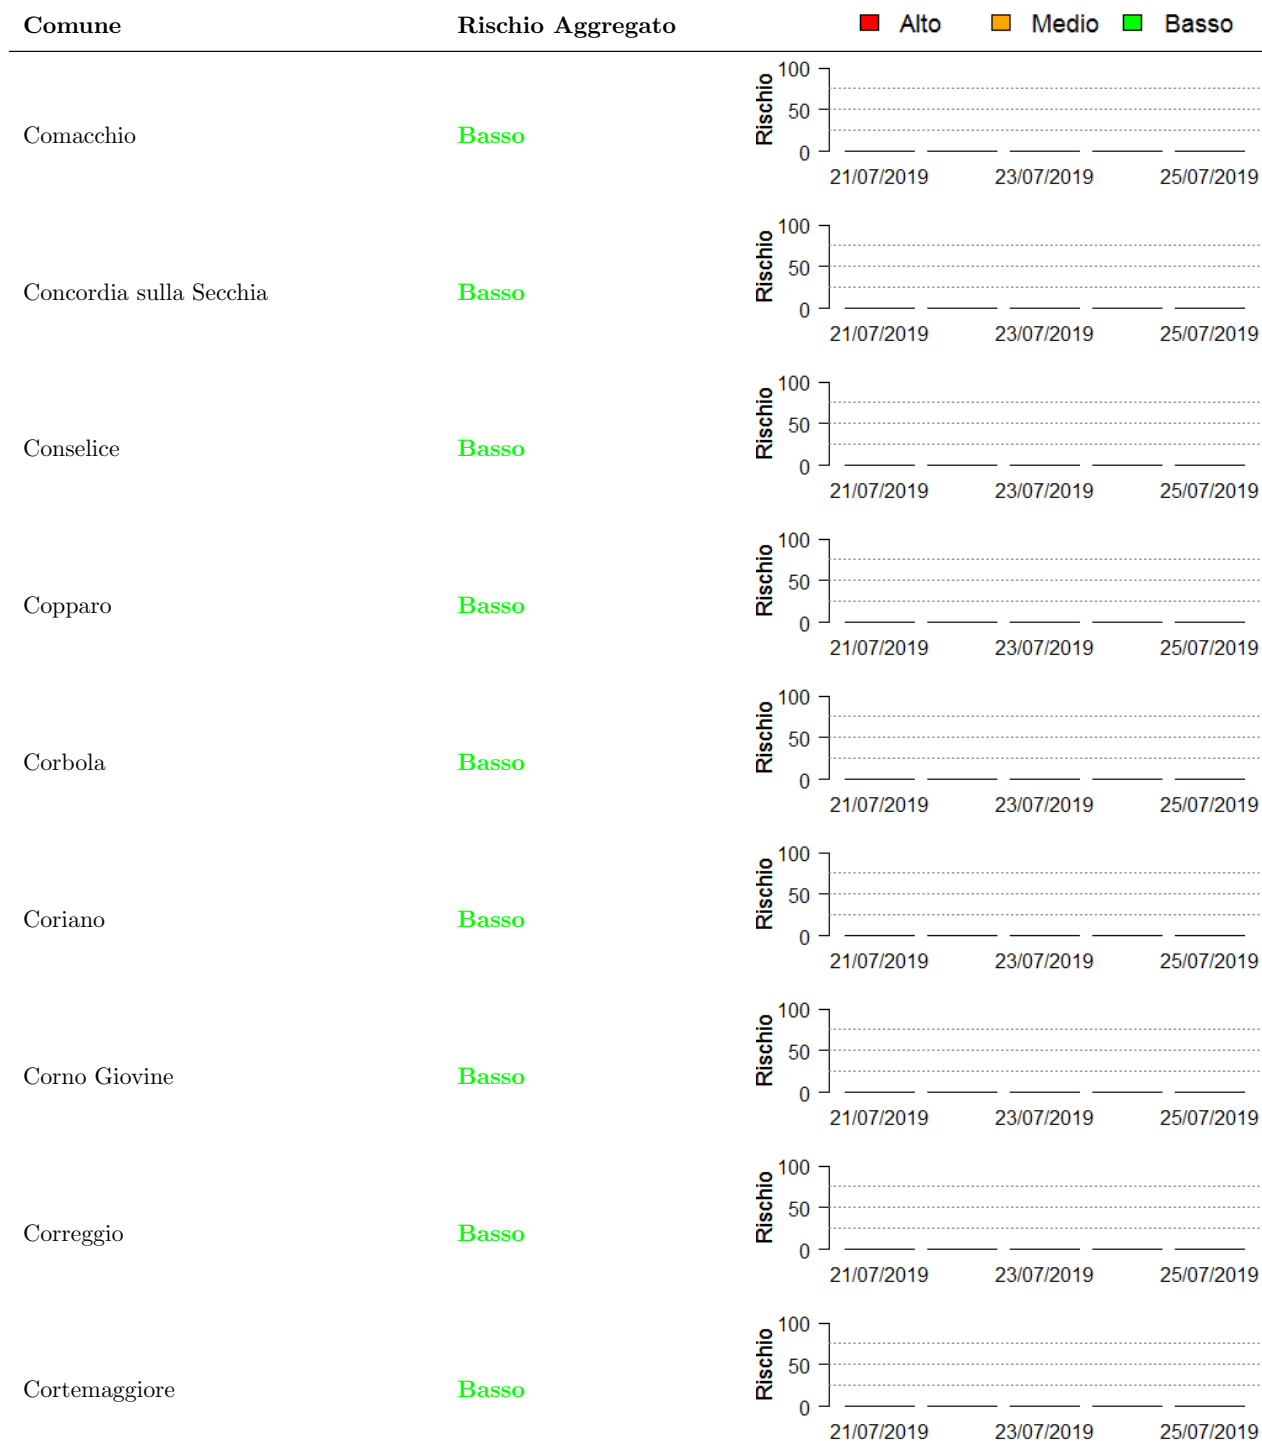 Comune Rischio Aggregato Alto Medio Basso
100
Rischio
50
Comacchio Basso
0
21/07/2019 23/07/2019 25/07/2019
100
Rischio
50
Concordia sulla Secchia Basso
0
21/07/2019 23/07/2019 25/07/2019
100
Rischio
50
Conselice Basso
0
21/07/2019 23/07/2019 25/07/2019
100
Rischio
50
Copparo Basso
0
21/07/2019 23/07/2019 25/07/2019
100
Rischio
50
Corbola Basso
0
21/07/2019 23/07/2019 25/07/2019
100
Rischio
50
Coriano Basso
0
21/07/2019 23/07/2019 25/07/2019
100
Rischio
50
Corno Giovine Basso
0
21/07/2019 23/07/2019 25/07/2019
100
Rischio
50
Correggio Basso
0
21/07/2019 23/07/2019 25/07/2019
100
Rischio
50
Cortemaggiore Basso
0
21/07/2019 23/07/2019 25/07/2019